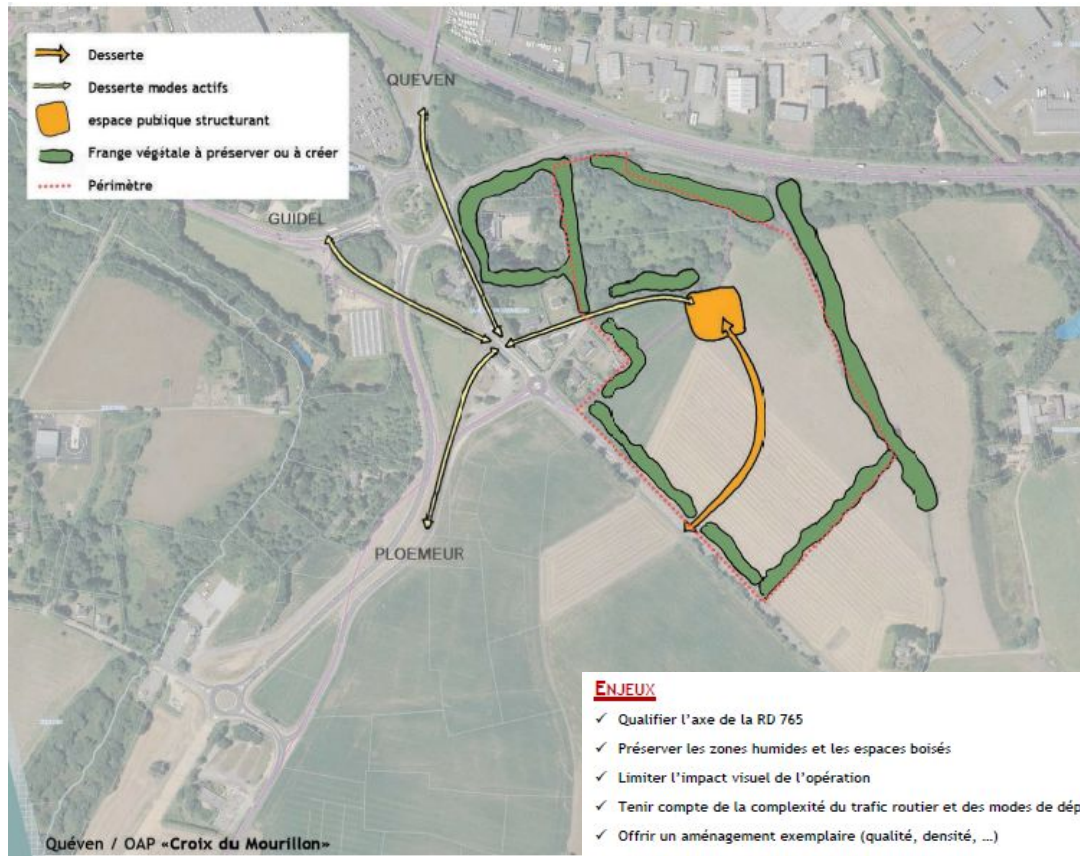 Desserte
Desserte modes actifs
espace publique structurant
Frange végétale à préserver ou à créer
Périmètre
QUEVEN
GUIDEL
PLOEMEUR
ENJEUX
✓ Qualifier l'axe de la RD 765
✓ Préserver les zones humides et les espaces boisés
✓ Limiter l'impact visuel de l'opération
✓ Tenir compte de la complexité du trafic routier et des modes de dép
✓ Offrir un aménagement exemplaire (qualité, densité, ...)
Quéven / OAP «Croix du Mourillon»